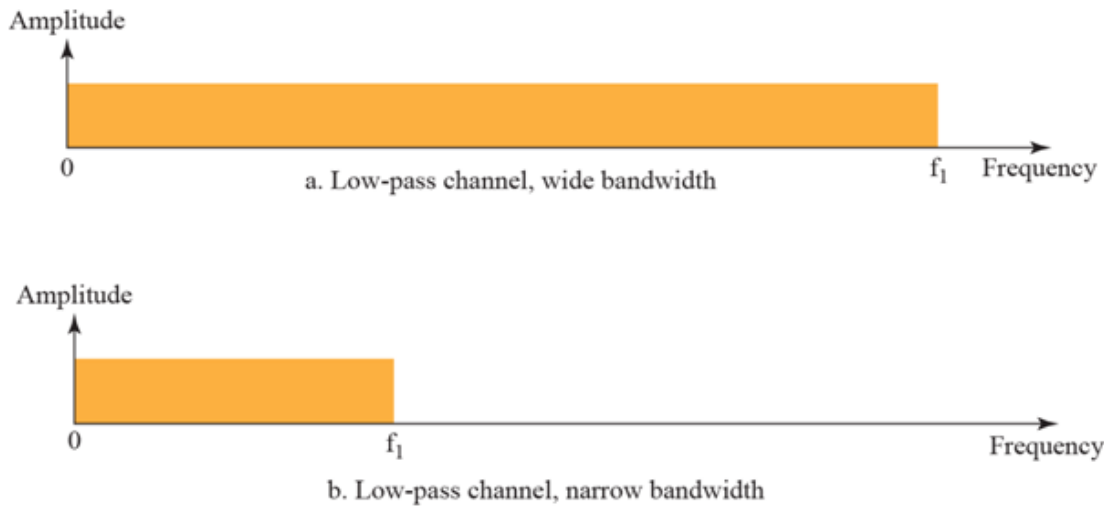 Amplitude
0
f₁
Frequency
a. Low-pass channel, wide bandwidth
Amplitude
0
f₁
Frequency
b. Low-pass channel, narrow bandwidth